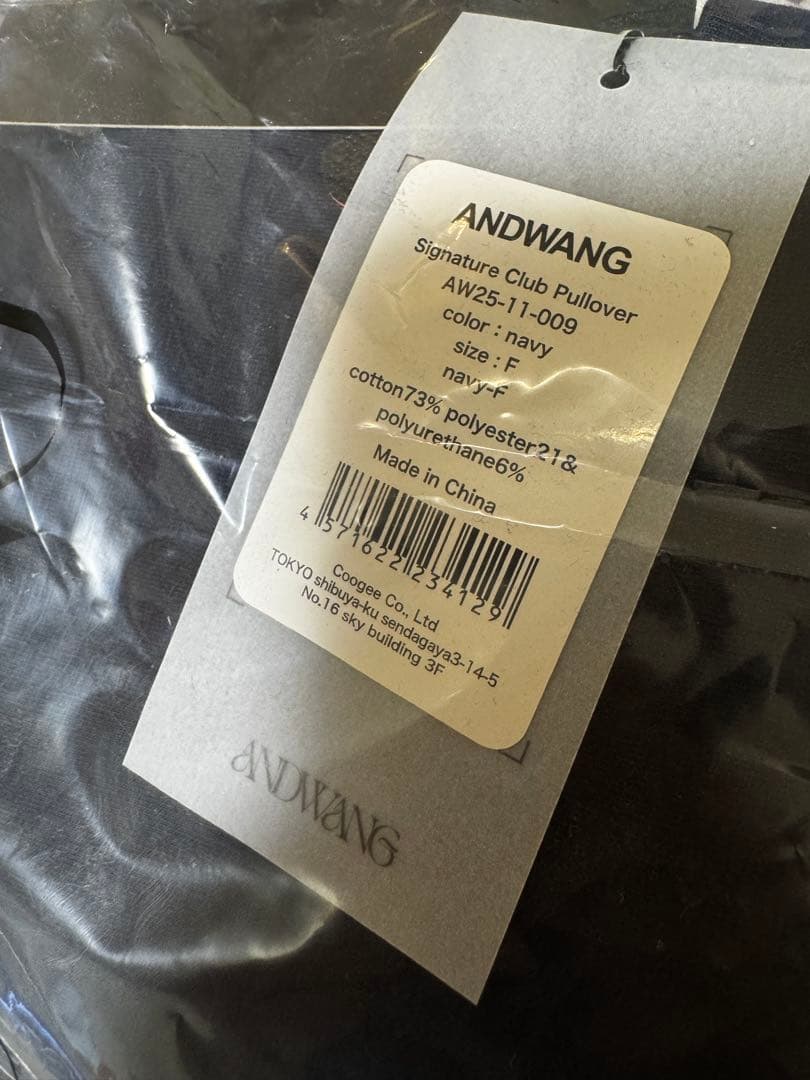 ANDWANG
Signature Club Pullover
AW25-11-009
color : navy
size : F
navy-F
cotton73% polyester21&
polyurethane6%
Made in China
4 571622 234129
Coogee Co., Ltd
TOKYO shibuya-ku sendagaya3-14-5
No.16 sky building 3F
ANDWANG